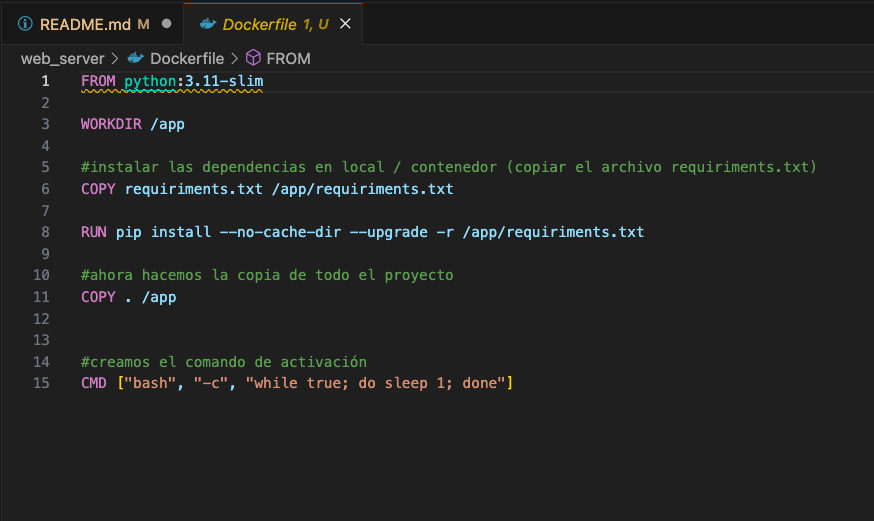 README.md M
Dockerfile 1, U
web_server > Dockerfile > FROM
1 FROM python:3.11-slim
2
3 WORKDIR /app
4
5 #instalar las dependencias en local / contenedor (copiar el archivo requiriments.txt)
6 COPY requiriments.txt /app/requiriments.txt
7
8 RUN pip install --no-cache-dir --upgrade -r /app/requiriments.txt
9
10 #ahora hacemos la copia de todo el proyecto
11 COPY . /app
12
13
14 #creamos el comando de activación
15 CMD ["bash", "-c", "while true; do sleep 1; done"]